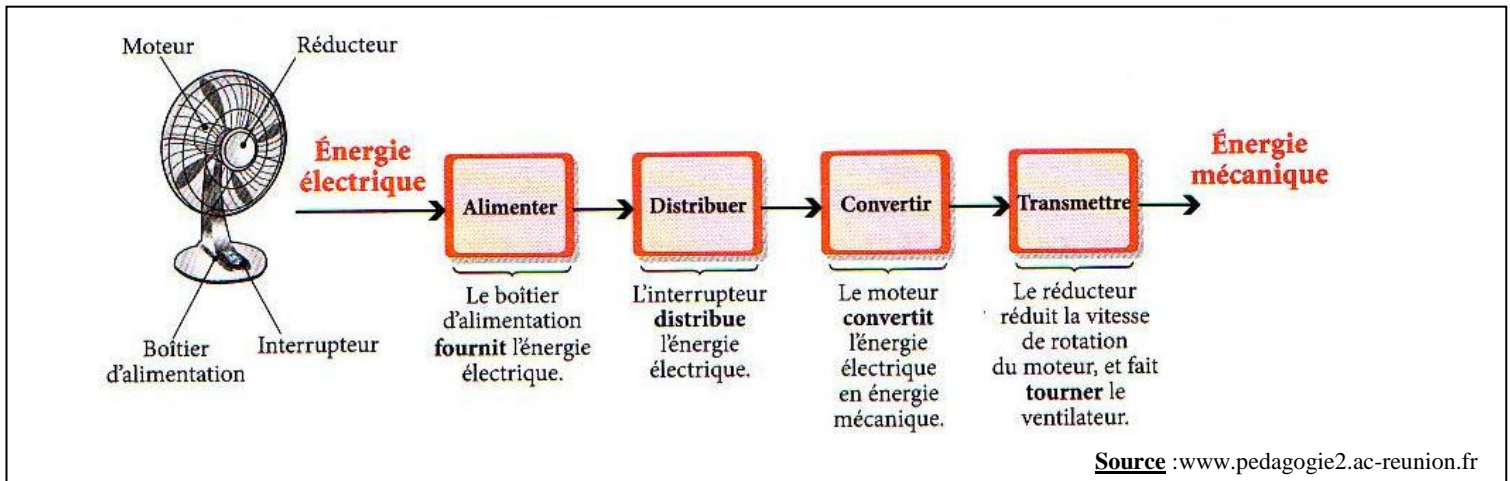 Moteur
Réducteur
Énergie
électrique
Alimenter
Distribuer
Convertir
Transmettre
Énergie
mécanique
Boîtier
d'alimentation
Interrupteur
Le boîtier
d'alimentation
fournit l'énergie
électrique.
L'interrupteur
distribue
l'énergie
électrique.
Le moteur
convertit
l'énergie
électrique
en énergie
mécanique.
Le réducteur
réduit la vitesse
de rotation
du moteur, et fait
tourner le
ventilateur.
Source :www.pedagogie2.ac-reunion.fr